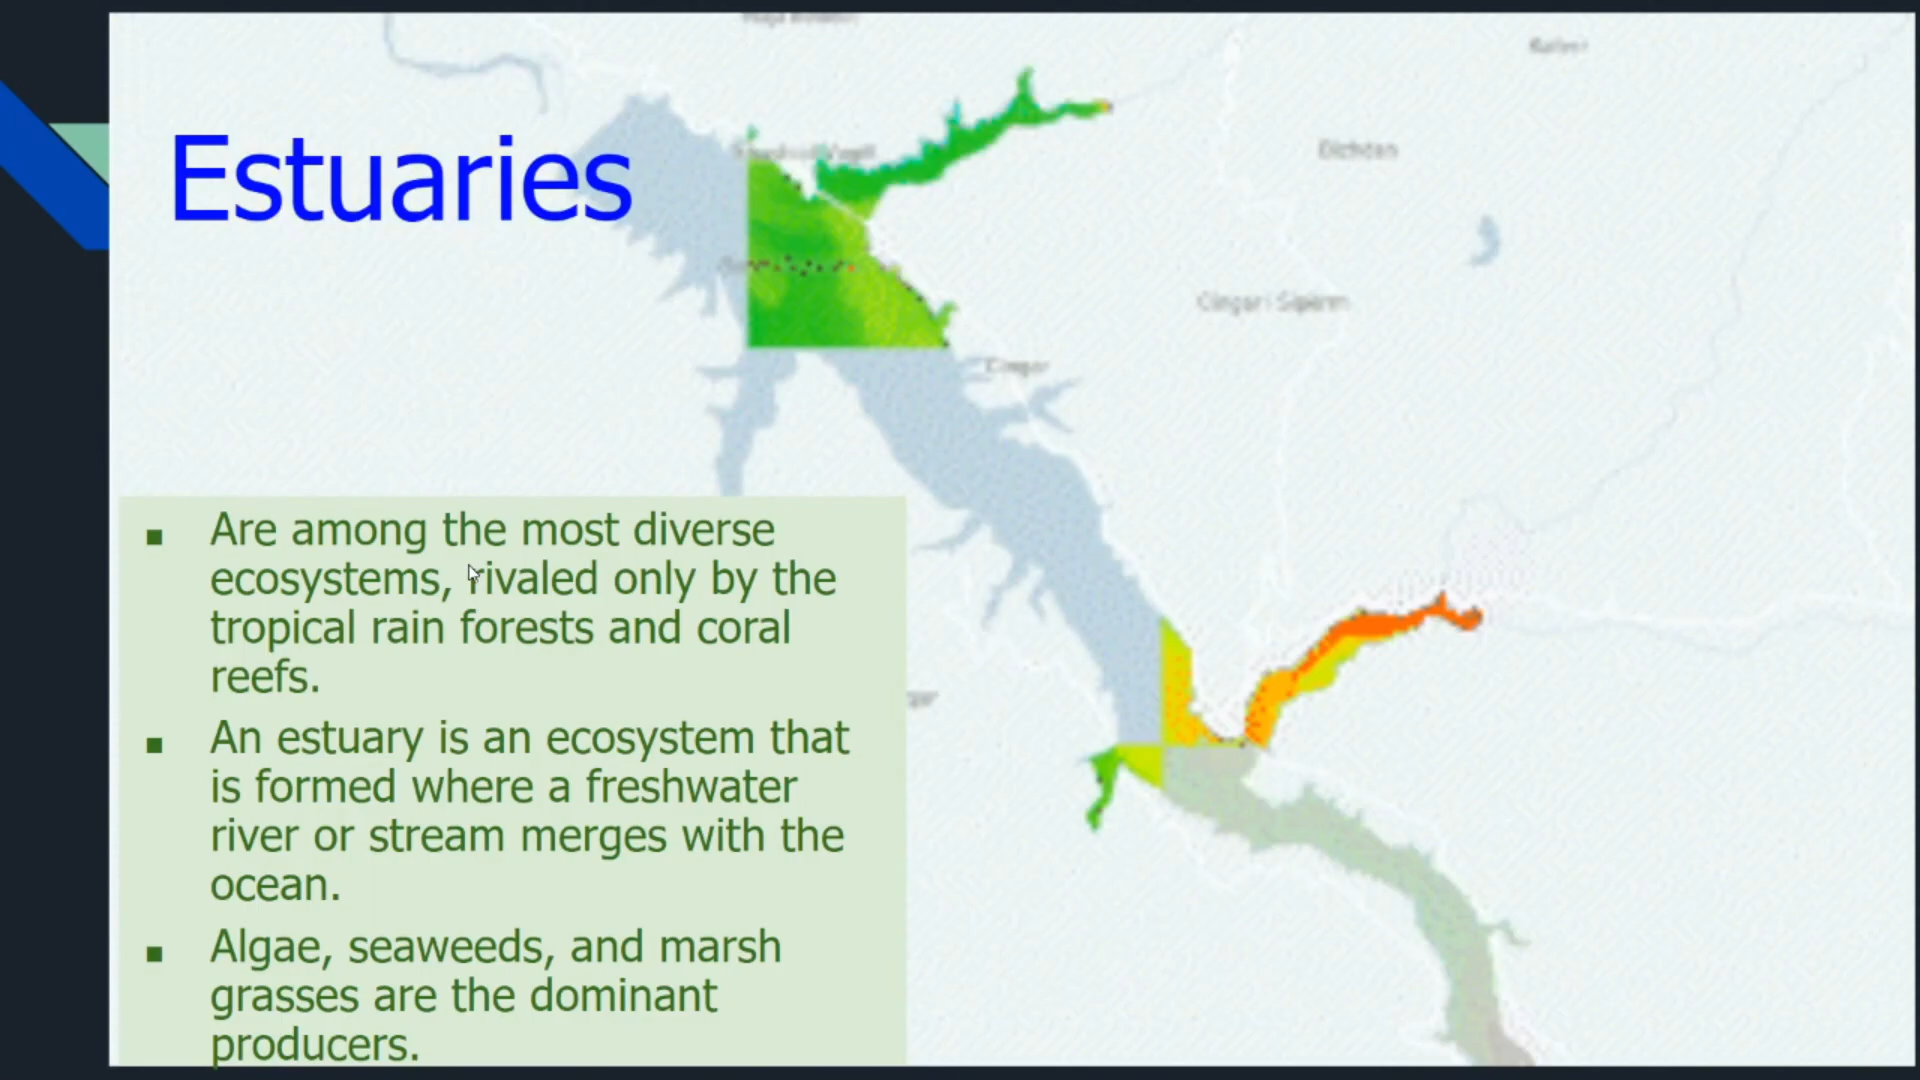 Estuaries
■ Are among the most diverse
ecosystems, rivaled only by the
tropical rain forests and coral
reefs.
■ An estuary is an ecosystem that
is formed where a freshwater
river or stream merges with the
ocean.
■ Algae, seaweeds, and marsh
grasses are the dominant
producers.